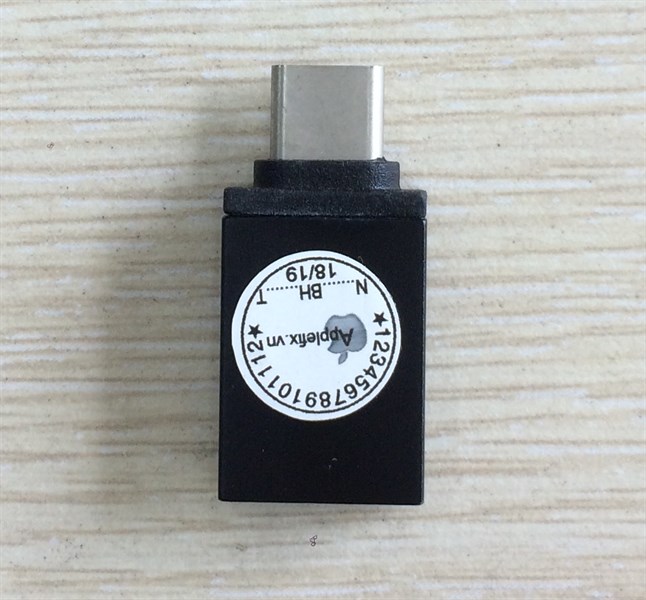 ★123456789101112★
Applefix.vn
N......BH......T
18/19